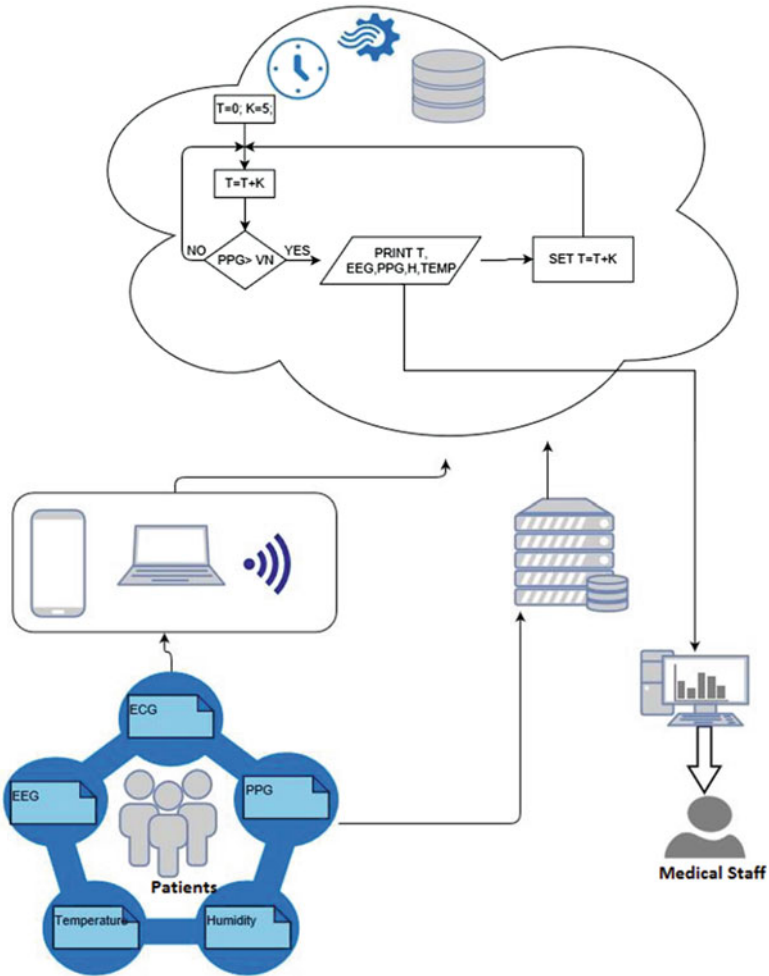 T=0; K=5;
T=T+K
NO
PPG> VN
YES
PRINT T,
EEG,PPG,H,TEMP
SET T=T+K
ECG
EEG
PPG
Patients
Temperature
Humidity
Medical Staff